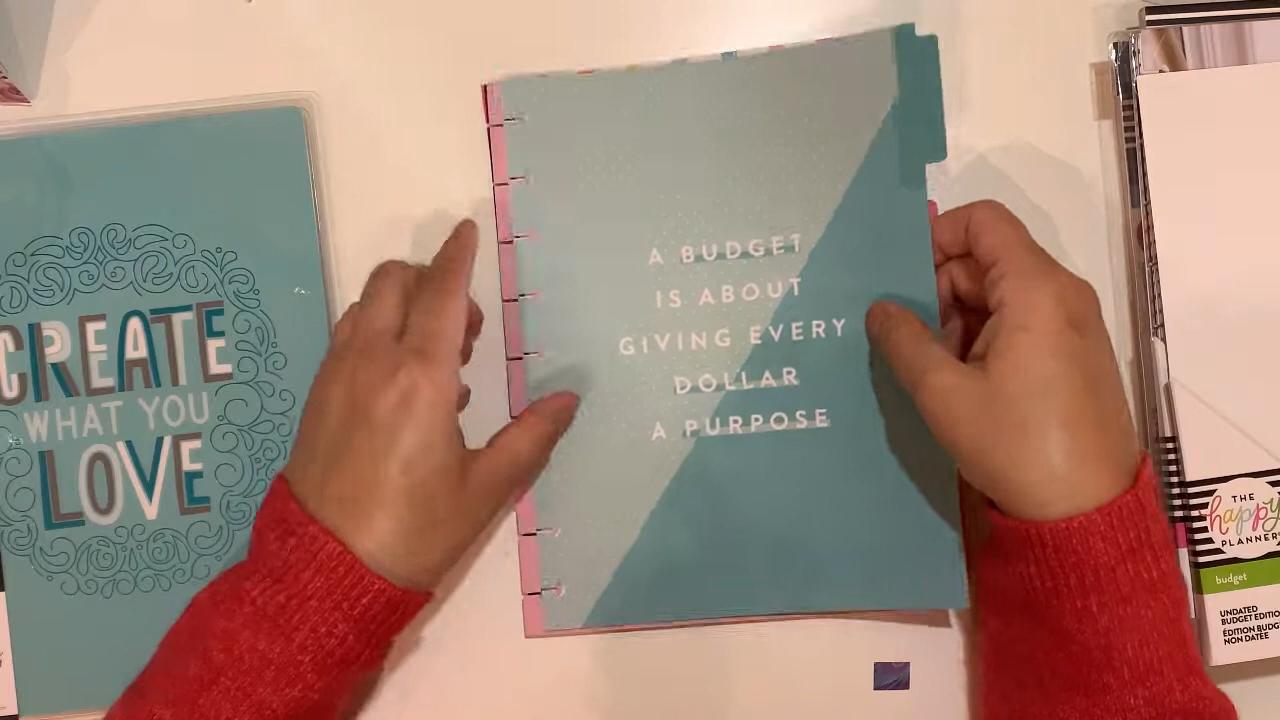 CREATE
WHAT YOU
LOVE
A BUDGET
IS ABOUT
GIVING EVERY
DOLLAR
A PURPOSE
THE
happy
PLANNER
budget
UNDATED
BUDGET EDITIO
ÉDITION BUDG
NON DATÉE